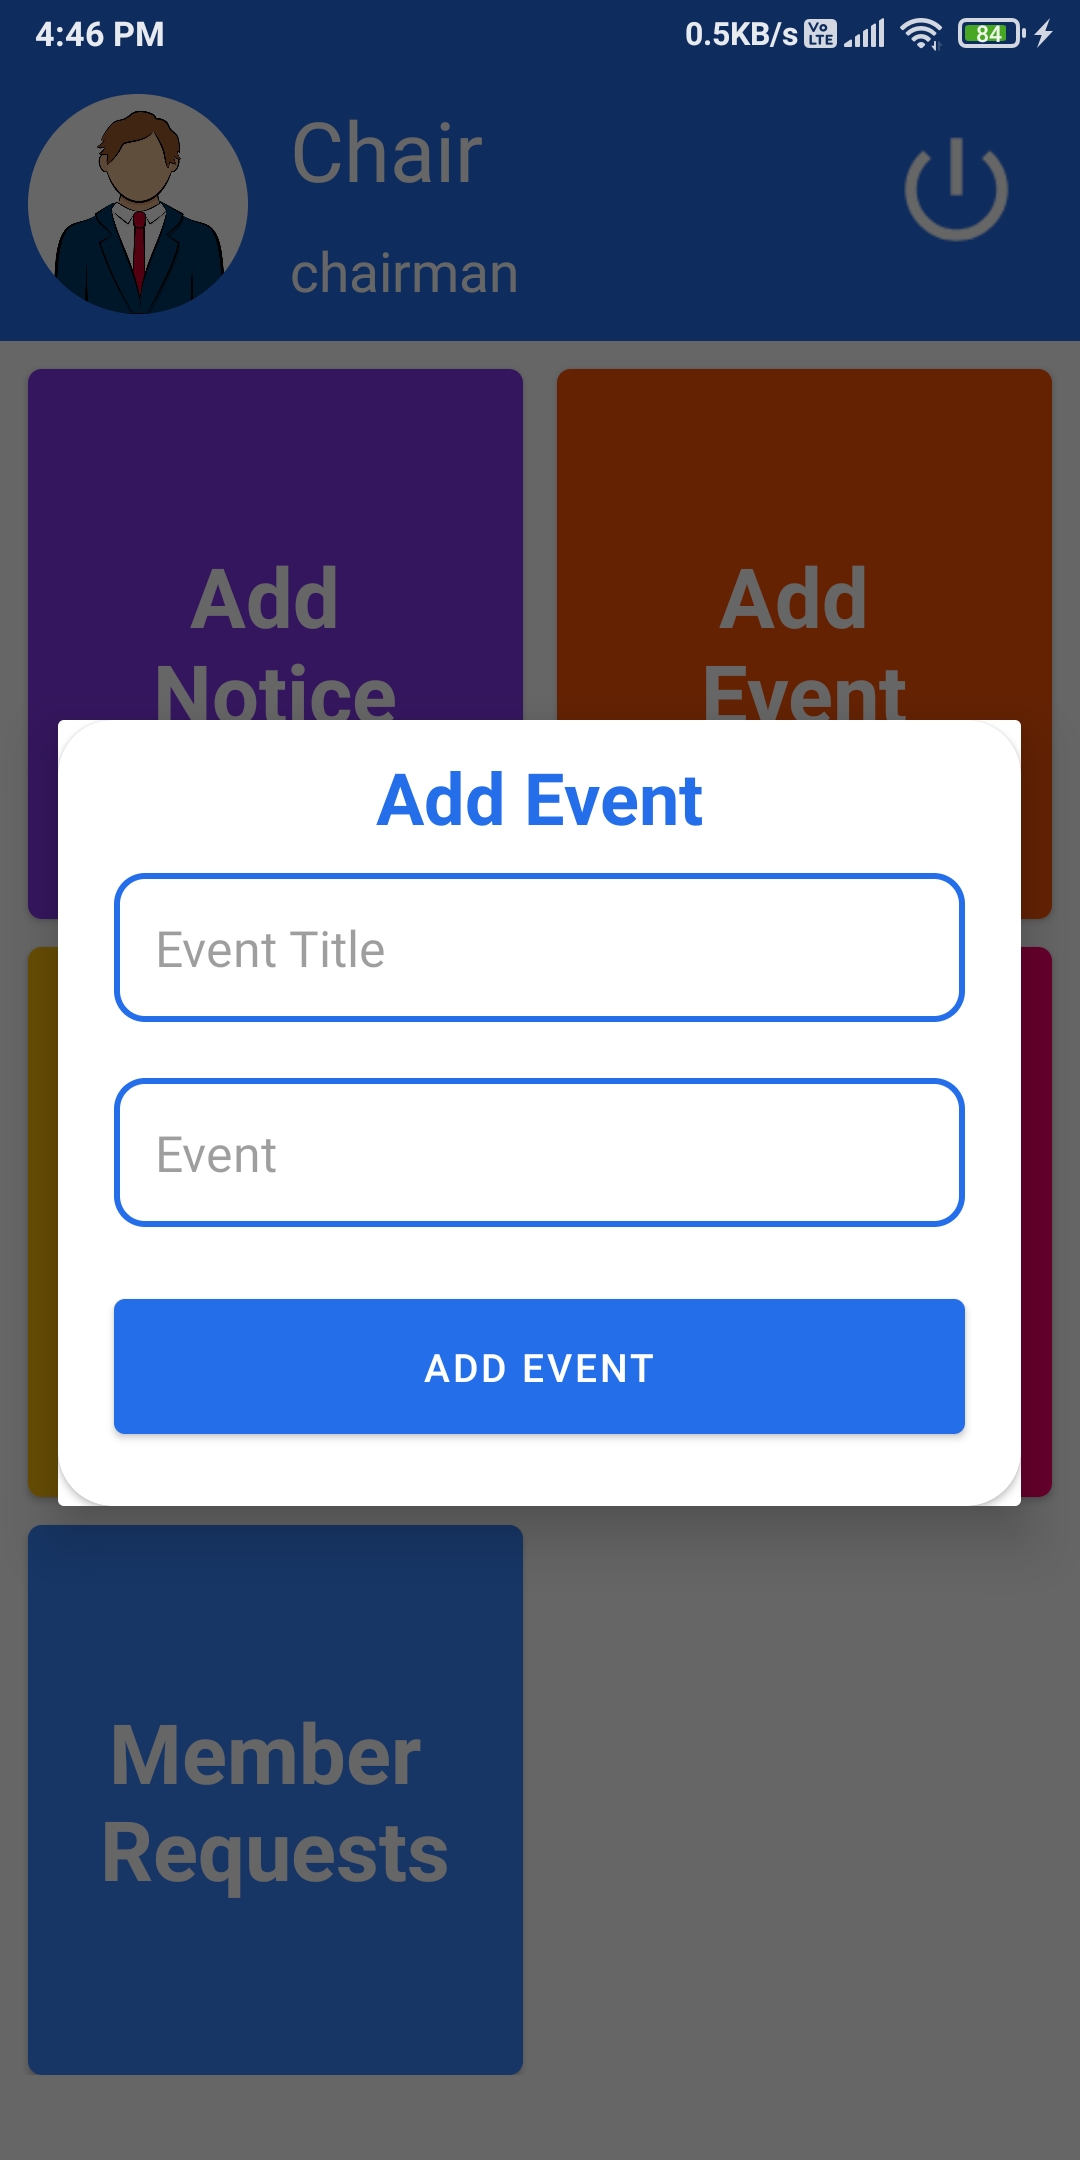 4:46 PM
0.5KB/s
Vo
LTE
84
Chair
chairman
Add
Notice
Add
Event
Add Event
Event Title
Event
ADD EVENT
Member
Requests